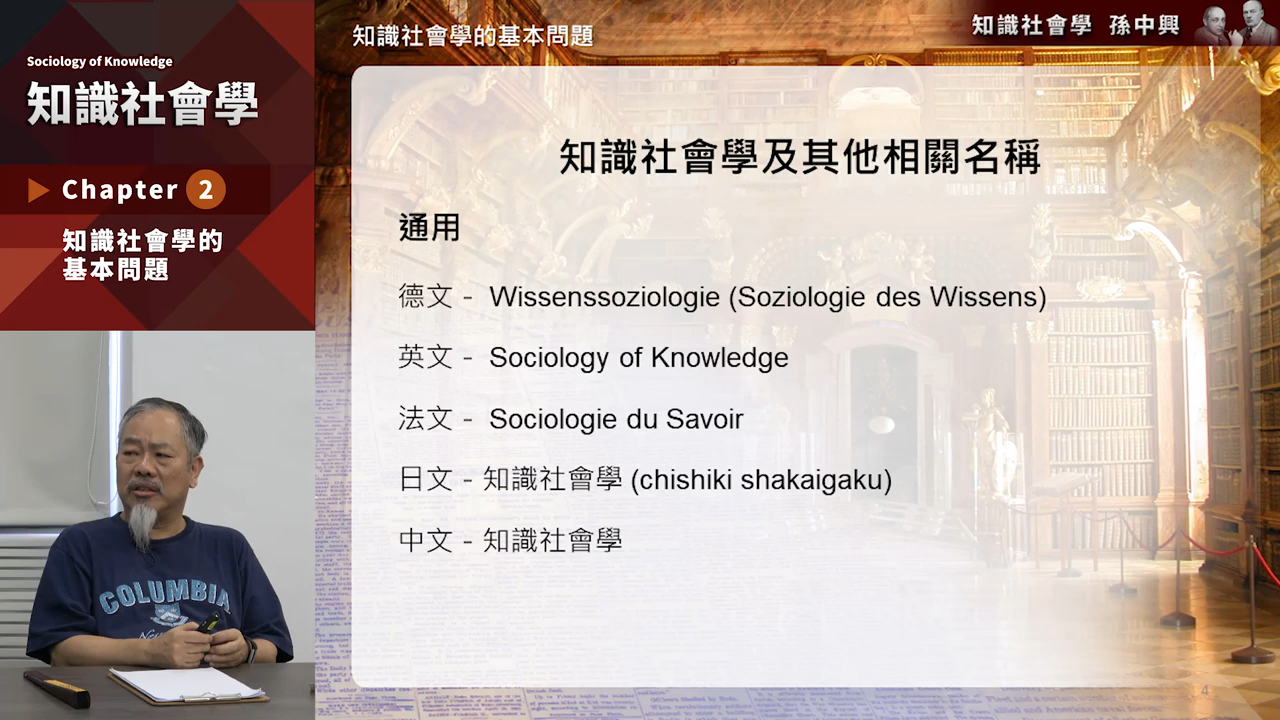 Sociology of Knowledge
知識社會學
Chapter 2
知識社會學的
基本問題
知識社會學的基本問題
知識社會學 孫中興
知識社會學及其他相關名稱
通用
德文 - Wissenssoziologie (Soziologie des Wissens)
英文 - Sociology of Knowledge
法文 - Sociologie du Savoir
日文 - 知識社會學 (chishiki shakaigaku)
中文 - 知識社會學
COLUMBIA
4